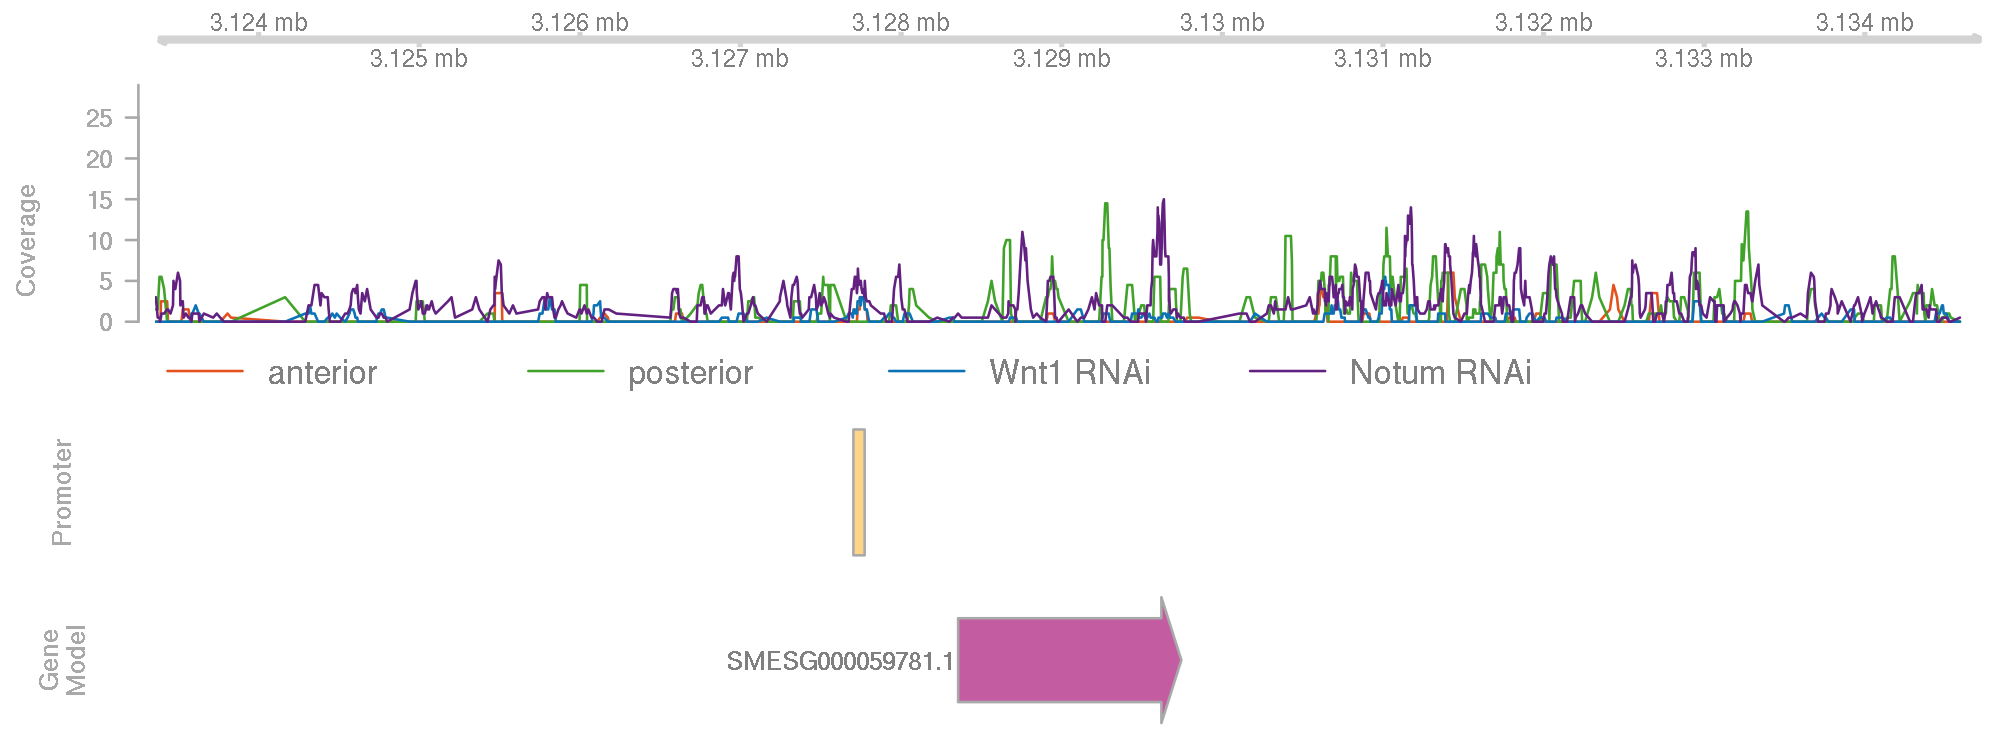 3.124 mb 3.126 mb 3.128 mb 3.13 mb 3.132 mb 3.134 mb
3.125 mb 3.127 mb 3.129 mb 3.131 mb 3.133 mb
Coverage
25
20
15
10
5
0
anterior posterior Wnt1 RNAi Notum RNAi
Promoter
Gene
Model
SMESG000059781.1